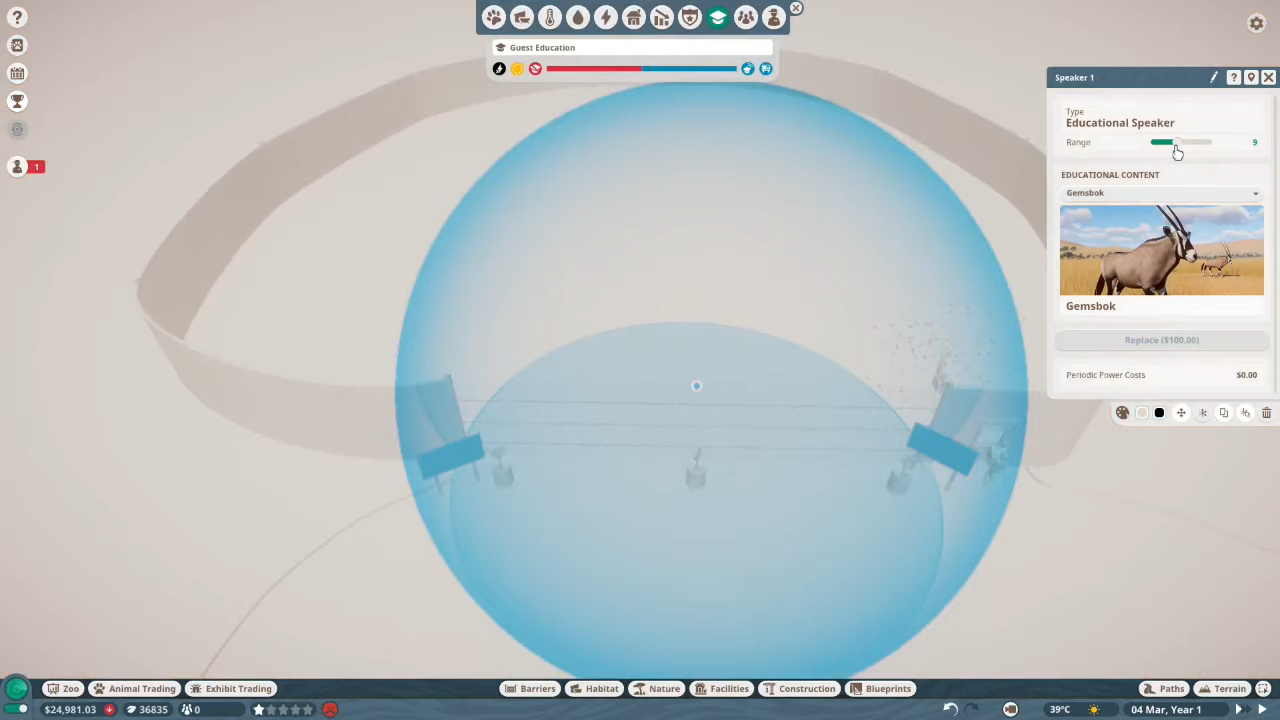 Guest Education
1
Speaker 1
Type
Educational Speaker
Range 9
EDUCATIONAL CONTENT
Gemsbok
Gemsbok
Replace ($100.00)
Periodic Power Costs $0.00
Zoo Animal Trading Exhibit Trading Barriers Habitat Nature Facilities Construction Blueprints Paths Terrain
$24,981.03 36835 0 39°C 04 Mar, Year 1